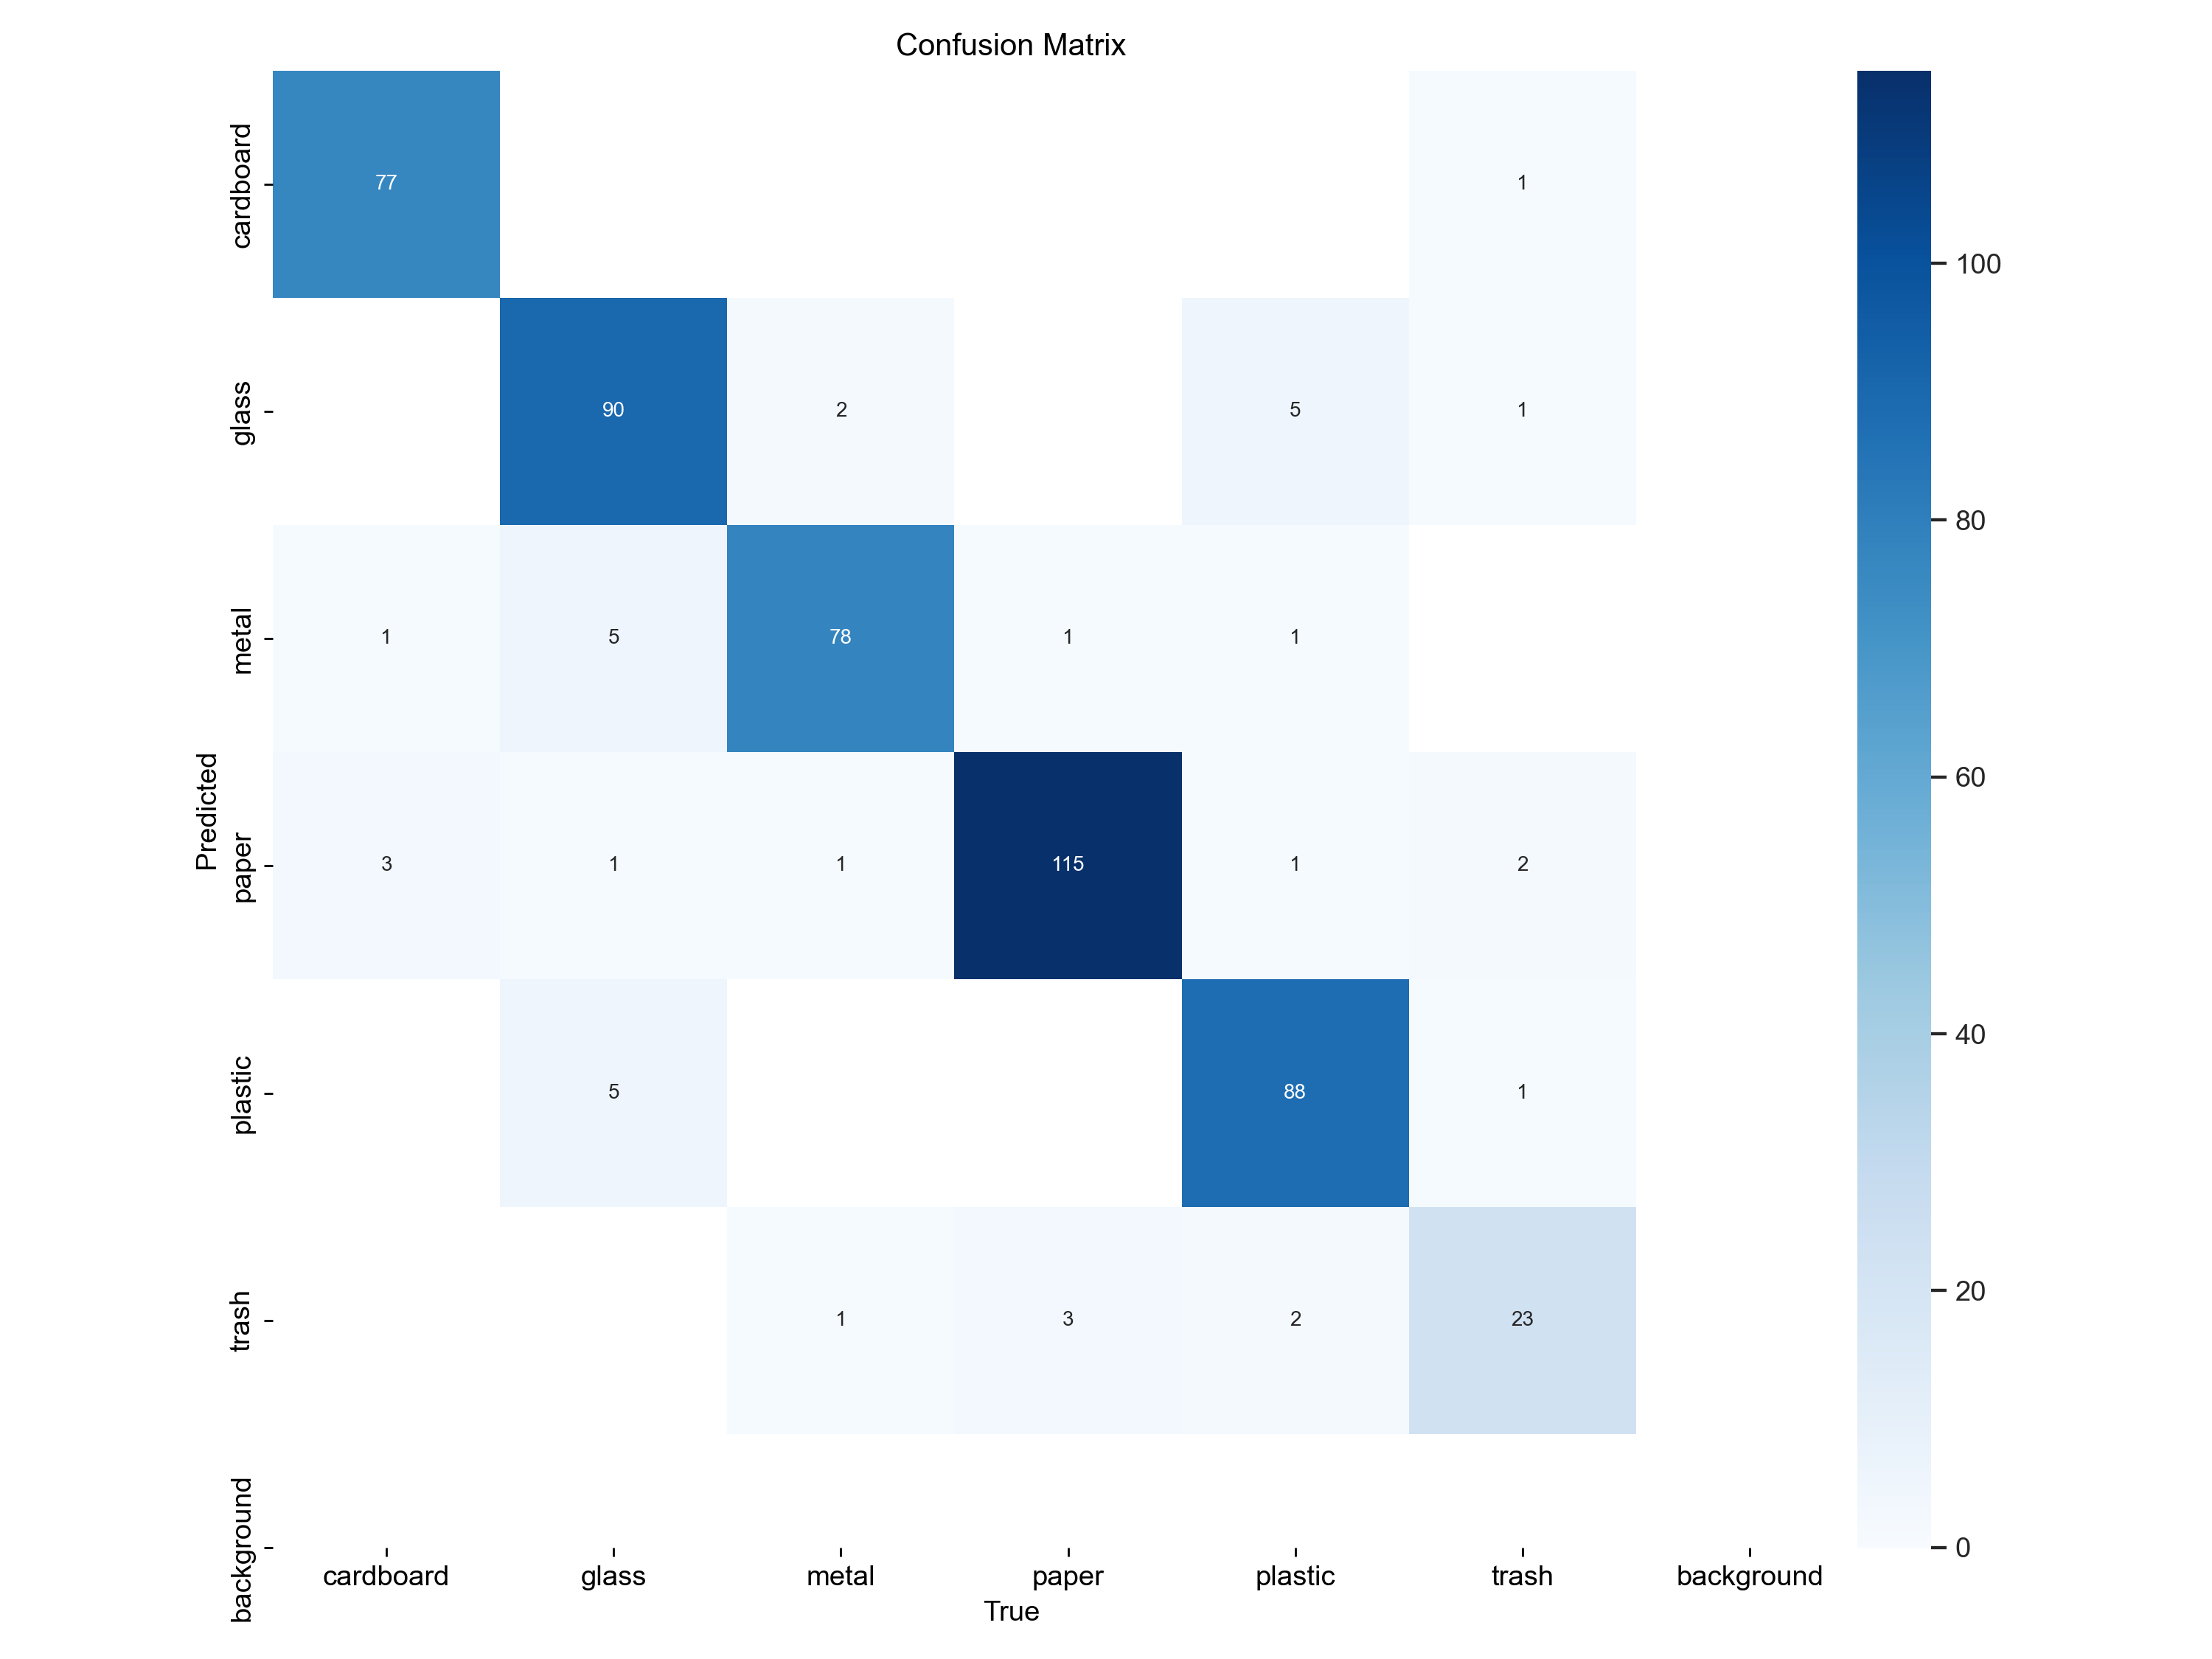 Confusion Matrix
cardboard
77
1
100
glass
90
2
5
1
80
metal
1
5
78
1
1
60
Predicted
paper
3
1
1
115
1
2
40
plastic
5
88
1
20
trash
1
3
2
23
background
0
cardboard glass metal paper plastic trash background
True